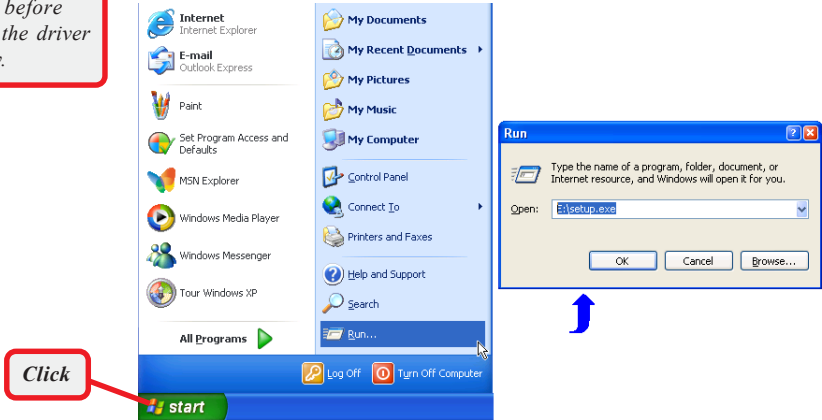 before
the driver
Internet
Internet Explorer
E-mail
Outlook Express
Paint
Set Program Access and
Defaults
MSN Explorer
Windows Media Player
Windows Messenger
Tour Windows XP
All Programs
My Documents
My Recent Documents
My Pictures
My Music
My Computer
Control Panel
Connect To
Printers and Faxes
Help and Support
Search
Run...
Log Off
Turn Off Computer
Click
start
Run
Type the name of a program, folder, document, or
Internet resource, and Windows will open it for you.
Open:
E:\setup.exe
OK
Cancel
Browse...